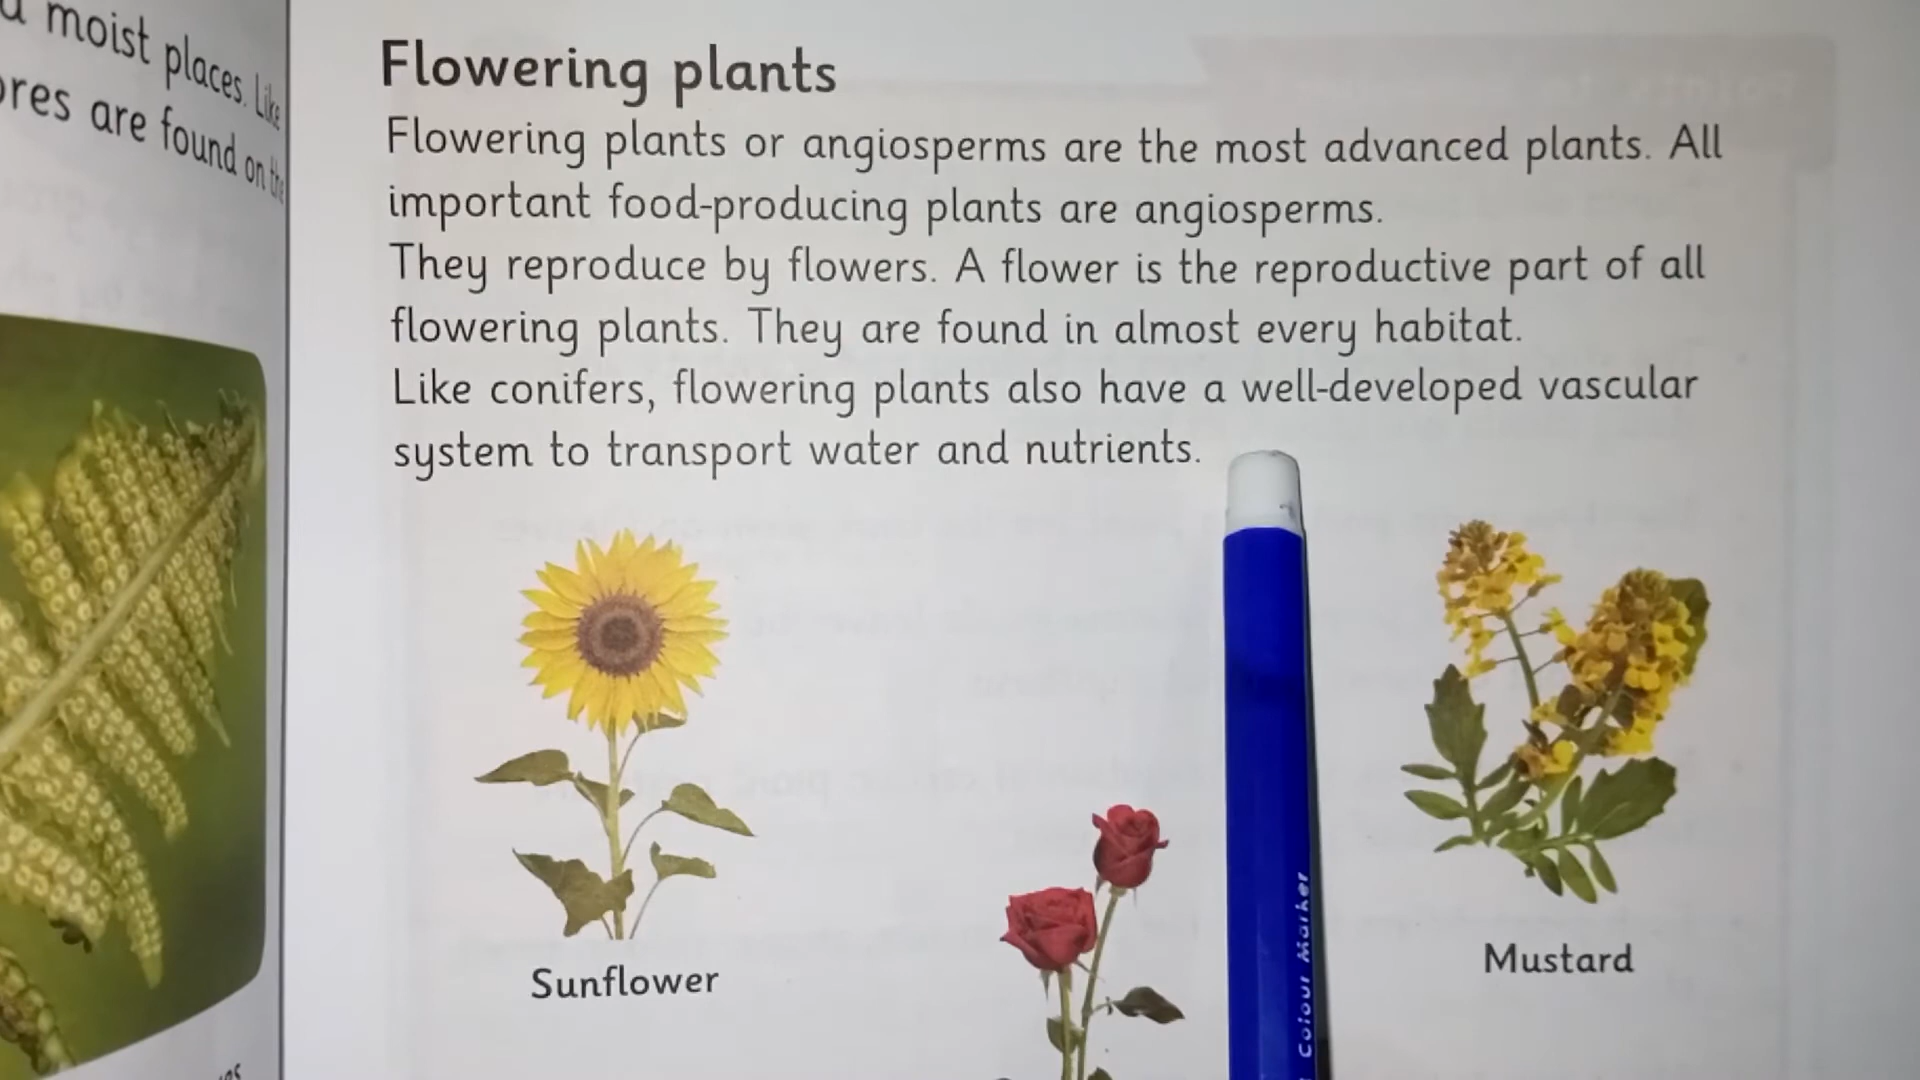 moist places. Like
are found on the
Flowering plants
Flowering plants or angiosperms are the most advanced plants. All
important food-producing plants are angiosperms.
They reproduce by flowers. A flower is the reproductive part of all
flowering plants. They are found in almost every habitat.
Like conifers, flowering plants also have a well-developed vascular
system to transport water and nutrients.
Sunflower
Mustard
Colour Marker